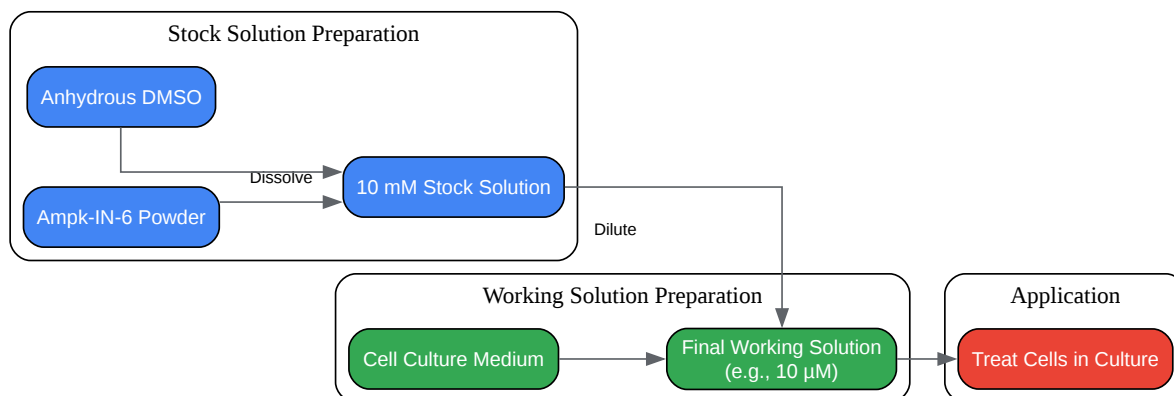 Stock Solution Preparation
Anhydrous DMSO
Dissolve
10 mM Stock Solution
Ampk-IN-6 Powder
Dilute
Working Solution Preparation
Application
Cell Culture Medium
Final Working Solution
(e.g., 10 µM)
Treat Cells in Culture